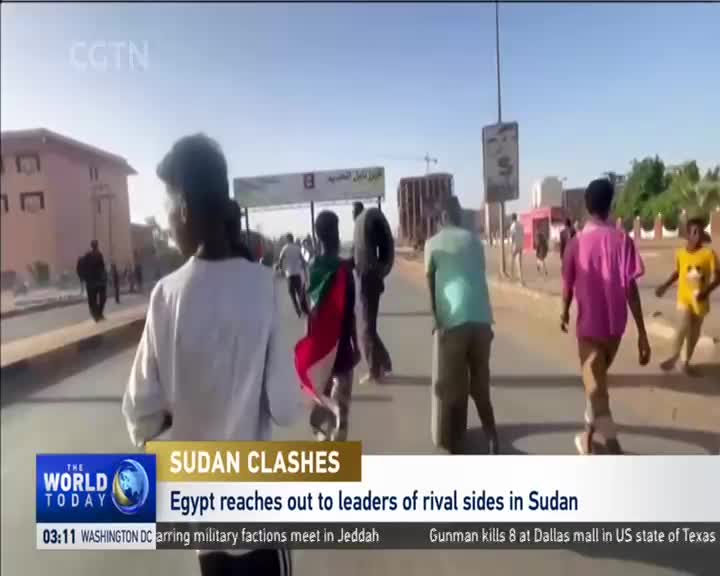 CGTN
SUDAN CLASHES
THE
WORLD
TODAY
Egypt reaches out to leaders of rival sides in Sudan
03:11 WASHINGTON DC
arring military factions meet in Jeddah Gunman kills 8 at Dallas mall in US state of Texas